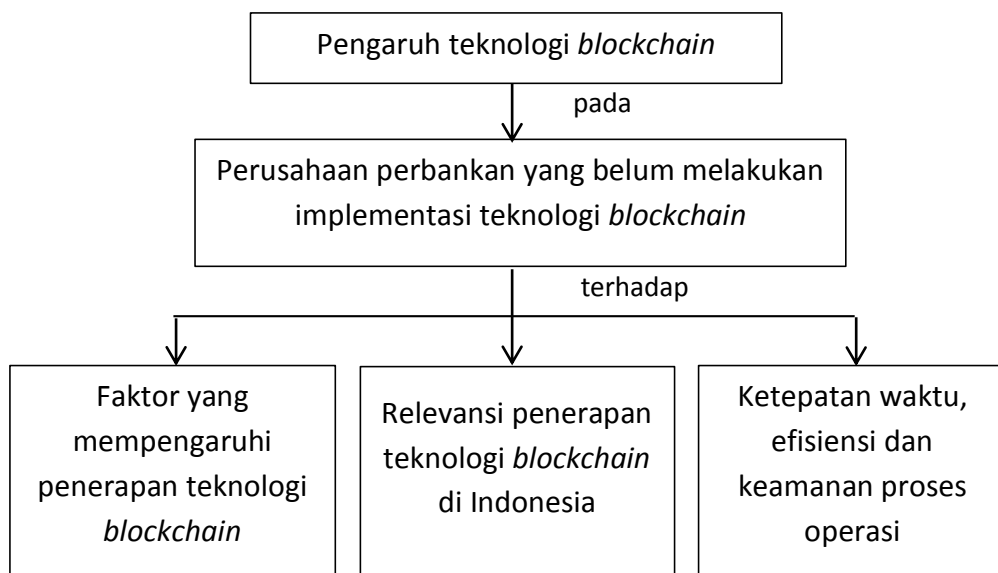 Pengaruh teknologi blockchain
pada
Perusahaan perbankan yang belum melakukan
implementasi teknologi blockchain
terhadap
Faktor yang
mempengaruhi
penerapan teknologi
blockchain
Relevansi penerapan
teknologi blockchain
di Indonesia
Ketepatan waktu,
efisiensi dan
keamanan proses
operasi